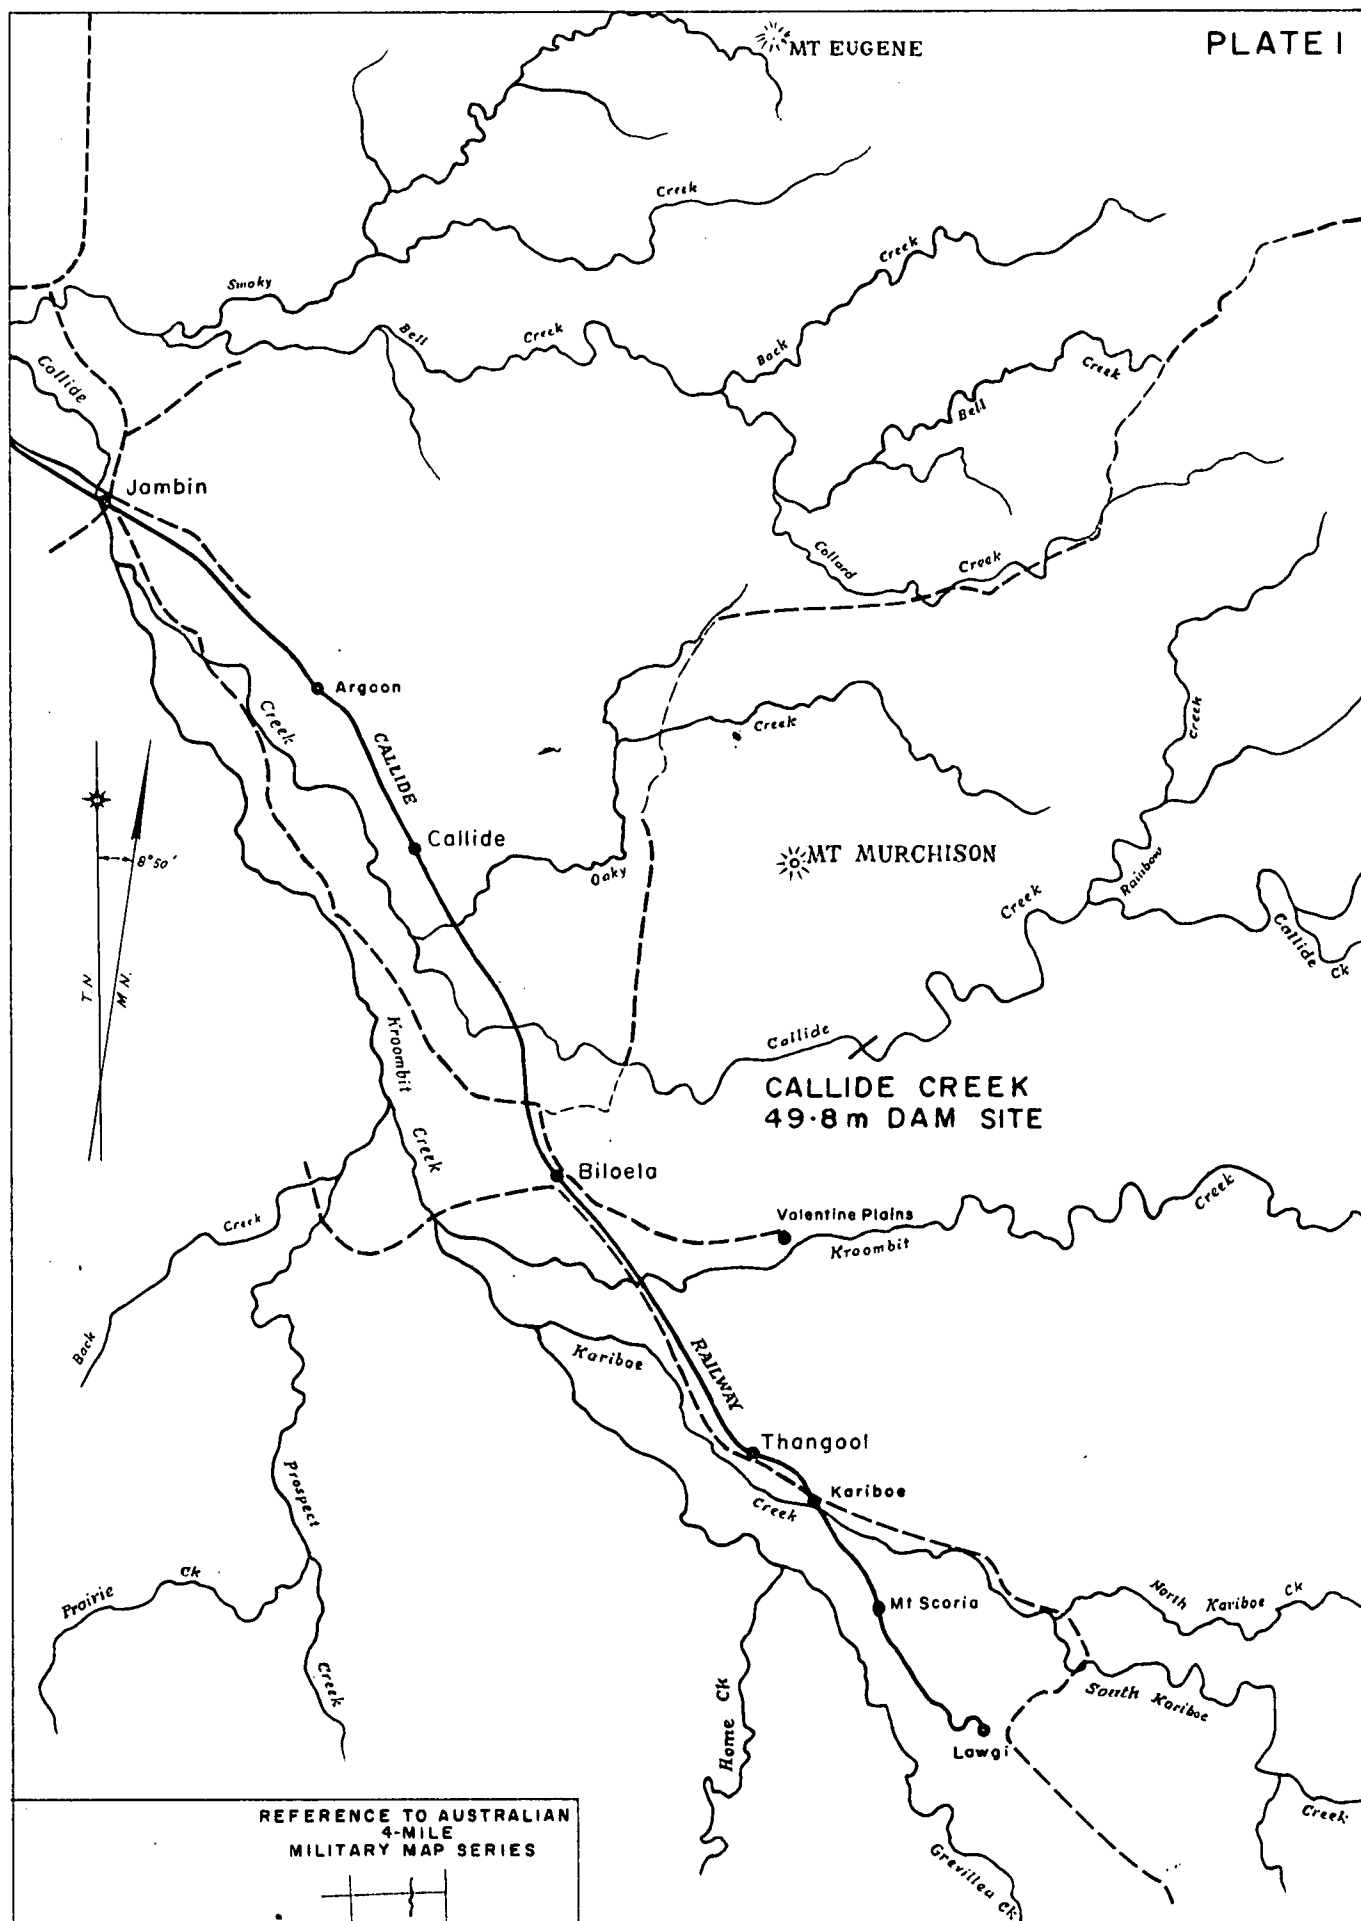 PLATE I
MT EUGENE
Creek
Creek
Smoky
Bell
Creek
Back
Creek
Bell
Callide
Jambin
Collard
Creek
Argoon
Creek
CALLIDE
Creek
Creek
Callide
8°50'
MT MURCHISON
Oaky
Rainbow
Creek
Callide
Ck
T.N
M.N.
Kroombit
Callide
CALLIDE CREEK
49·8m DAM SITE
Creek
Biloela
Creek
Valentine Plains
Creek
Kroombit
Back
Kariboe
RAILWAY
Thangool
Kariboe
Creek
Prospect
Ck
Prairie
North
Kariboe
Ck
Mt Scoria
Creek
Home Ck
South Kariboe
Lawgi
Creek
Grevillea Ck
REFERENCE TO AUSTRALIAN
4-MILE
MILITARY MAP SERIES